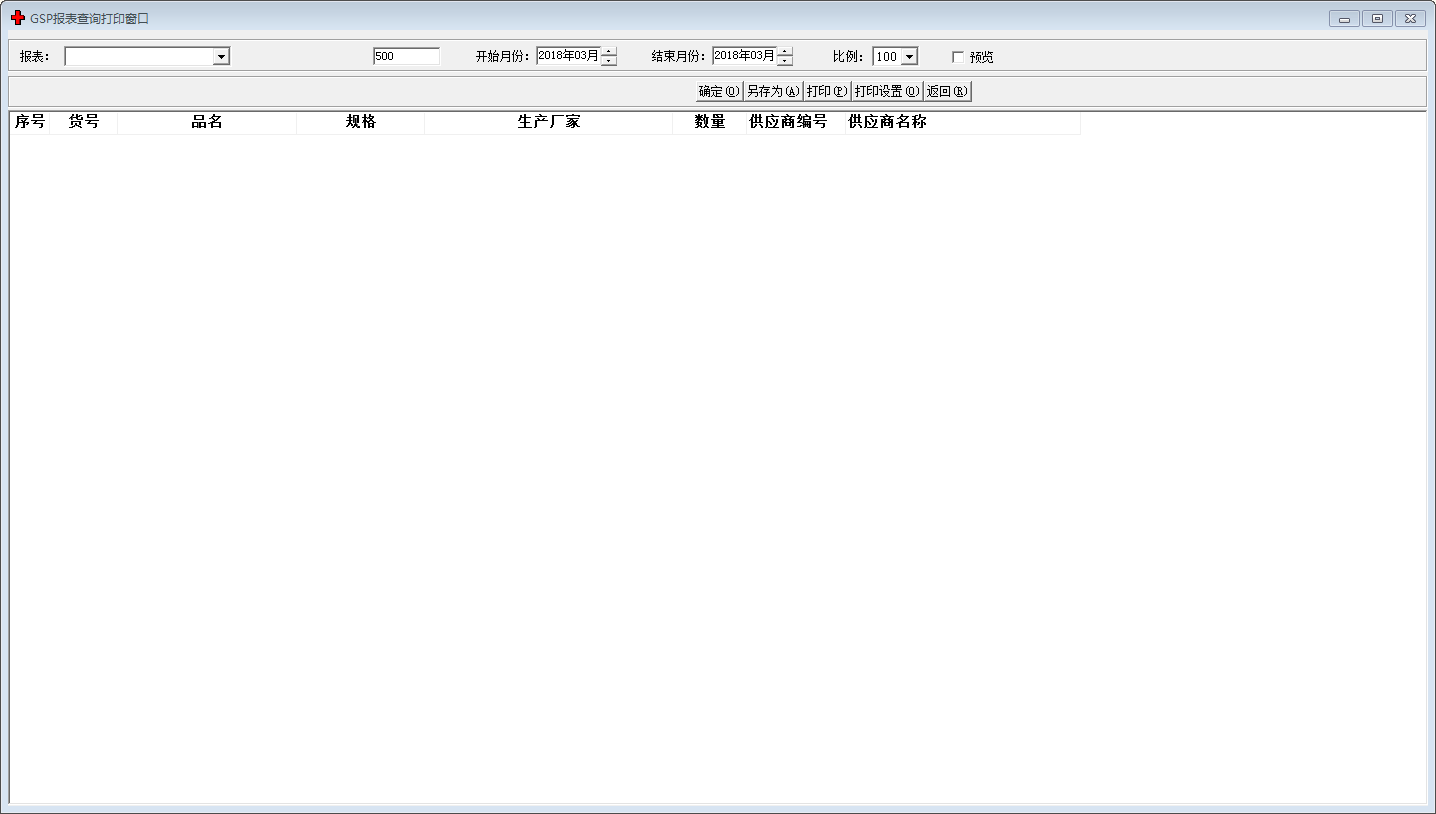 GSP报表查询打印窗口
报表： 500 开始月份：2018年03月 结束月份：2018年03月 比例：100 预览
确定(O) 另存为(A) 打印(P) 打印设置(O) 返回(R)
序号 货号 品名 规格 生产厂家 数量 供应商编号 供应商名称